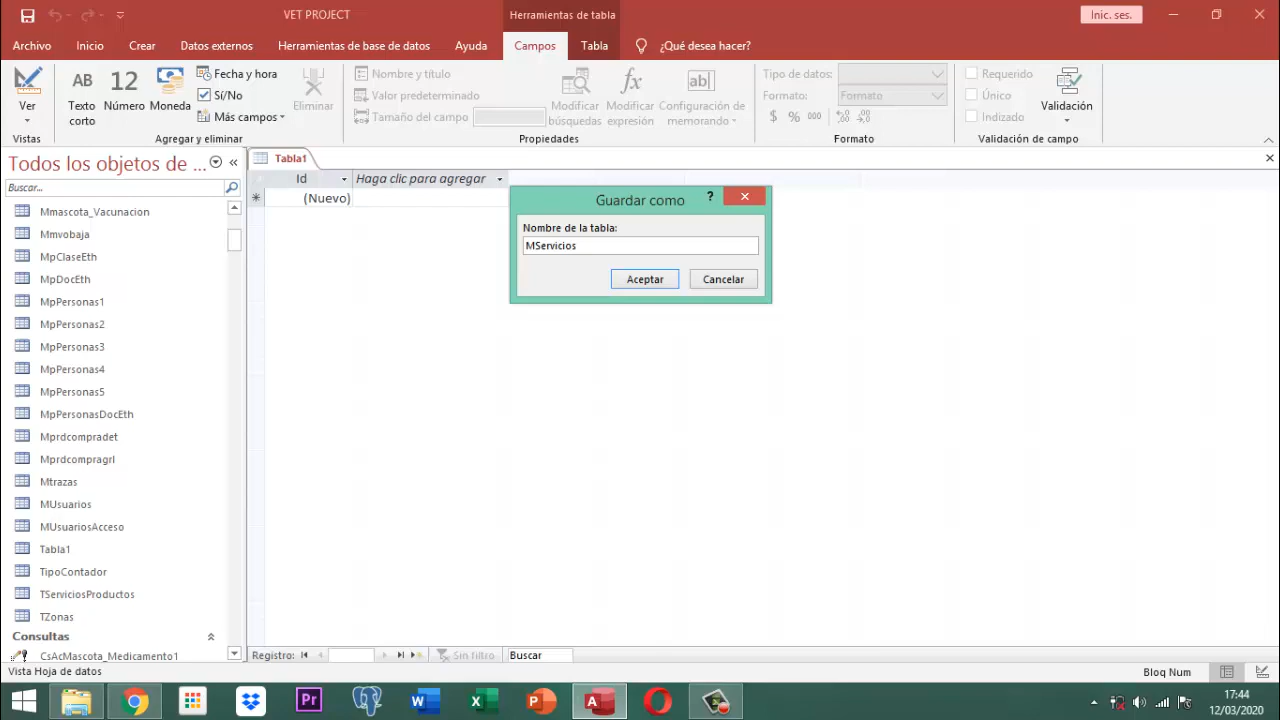 VET PROJECT
Herramientas de tabla
Inic. ses.
Archivo
Inicio
Crear
Datos externos
Herramientas de base de datos
Ayuda
Campos
Tabla
¿Qué desea hacer?
Ver
AB
Texto corto
12
Número
Moneda
Fecha y hora
Sí/No
Más campos
Eliminar
Nombre y título
Valor predeterminado
Tamaño del campo
Modificar búsquedas
fx
Modificar expresión
ab
Configuración de memorando
Tipo de datos:
Formato:
Formato
$ % 000
Requerido
Único
Indizado
Validación
Vistas
Agregar y eliminar
Propiedades
Formato
Validación de campo
Todos los objetos de ...
Buscar...
Mmascota_Vacunacion
Mmvobaja
MpClaseEth
MpDocEth
MpPersonas1
MpPersonas2
MpPersonas3
MpPersonas4
MpPersonas5
MpPersonasDocEth
Mprdcompradet
Mprdcompragrl
Mtrazas
MUsuarios
MUsuariosAcceso
Tabla1
TipoContador
TServiciosProductos
TZonas
Consultas
CsAcMascota_Medicamento1
Tabla1
Id
Haga clic para agregar
(Nuevo)
Guardar como
?
Nombre de la tabla:
MServicios
Aceptar
Cancelar
Registro:
Sin filtro
Buscar
Vista Hoja de datos
Bloq Num
Pr
17:44
12/03/2020